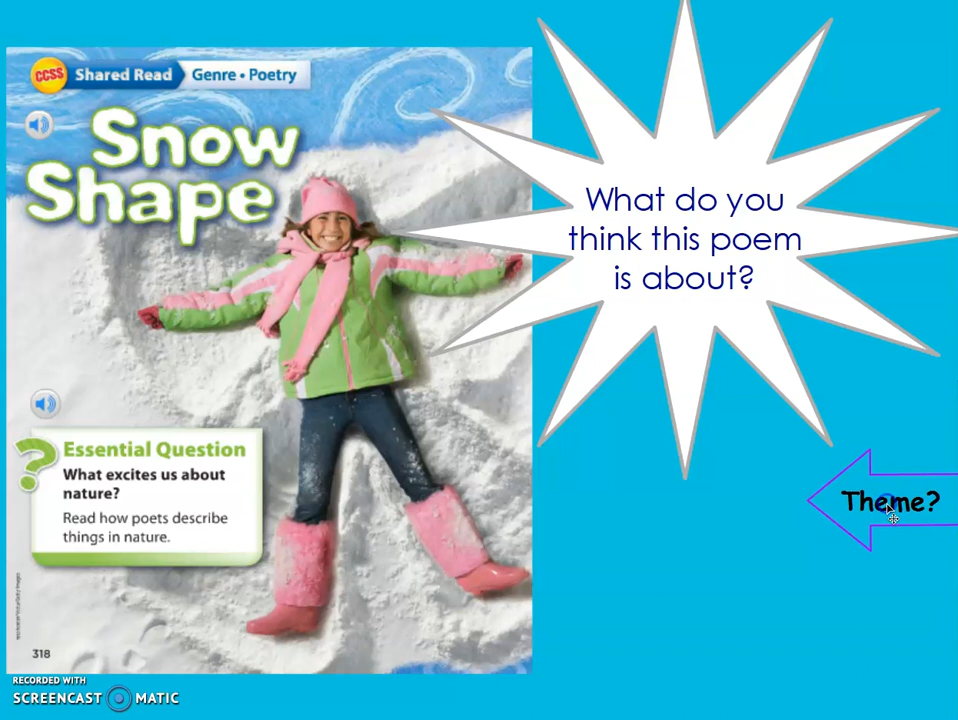 CCSS Shared Read Genre • Poetry
Snow
Shape
Essential Question
What excites us about
nature?
Read how poets describe
things in nature.
318
What do you
think this poem
is about?
Theme?
RECORDED WITH
SCREENCAST MATIC